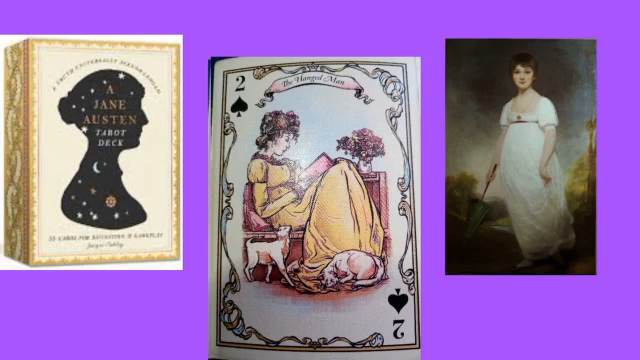 A TRUTH UNIVERSALLY ACKNOWLEDGED
A
JANE
AUSTEN
TAROT
DECK
53 CARDS FOR DIVINATION & GAMEPLAY
2
The Hanged Man
2